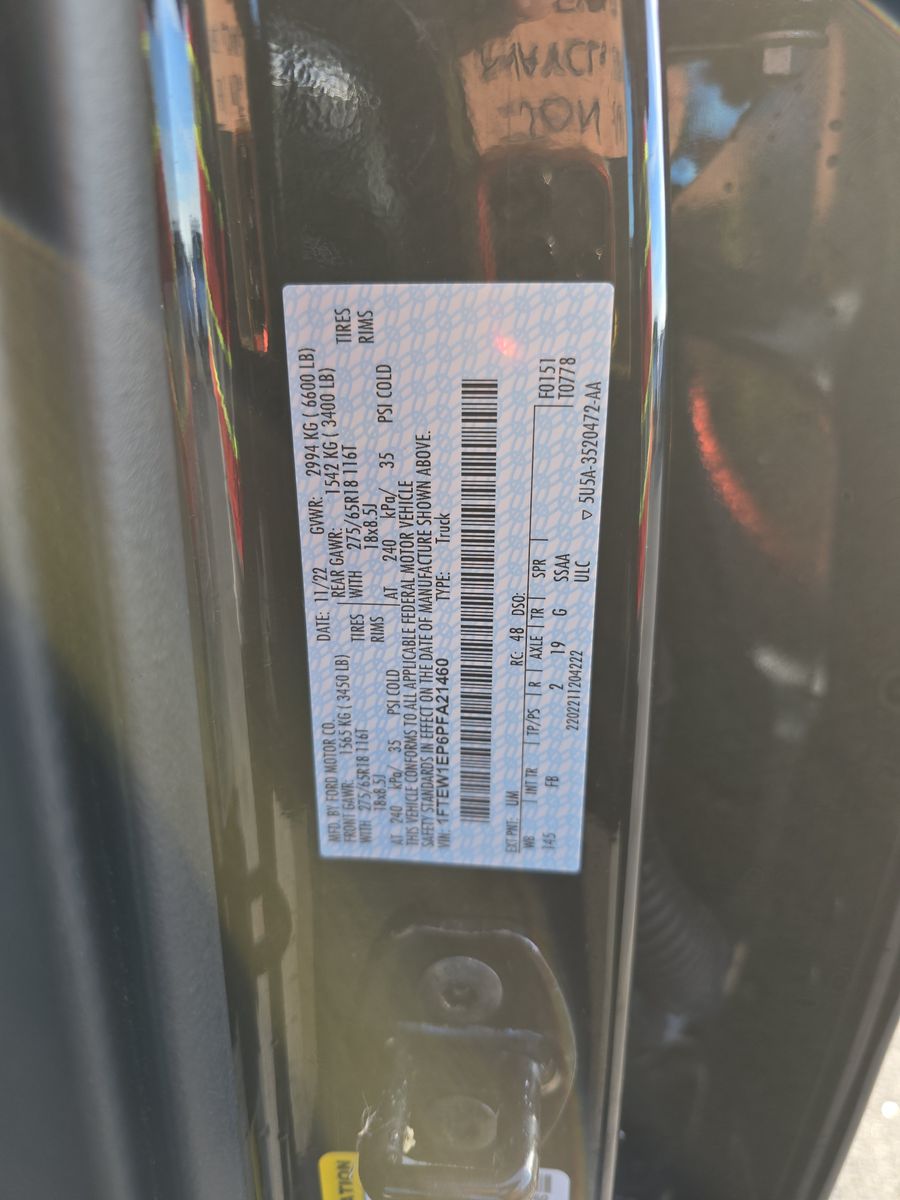 MFD. BY FORD MOTOR CO.
DATE: 11/22 GVWR: 2994 KG ( 6600 LB)
FRONT GAWR: 1565 KG ( 3450 LB)
REAR GAWR: 1542 KG ( 3400 LB)
WITH 275/65R18 116T TIRES
WITH 275/65R18 116T TIRES
18x8.5J RIMS
18x8.5J RIMS
AT 240 kPa/ 35 PSI COLD
AT 240 kPa/ 35 PSI COLD
THIS VEHICLE CONFORMS TO ALL APPLICABLE FEDERAL MOTOR VEHICLE
SAFETY STANDARDS IN EFFECT ON THE DATE OF MANUFACTURE SHOWN ABOVE.
VIN: 1FTEW1EP6PFA21460 TYPE: Truck
EXT PNT: UM RC: 48 DSO: F0151
WB INT TR TP/PS R AXLE TR SPR T0778
145 FB 2 19 G SSAA
2202211204222 ULC ▽ 5U5A-3520472-AA
ATION